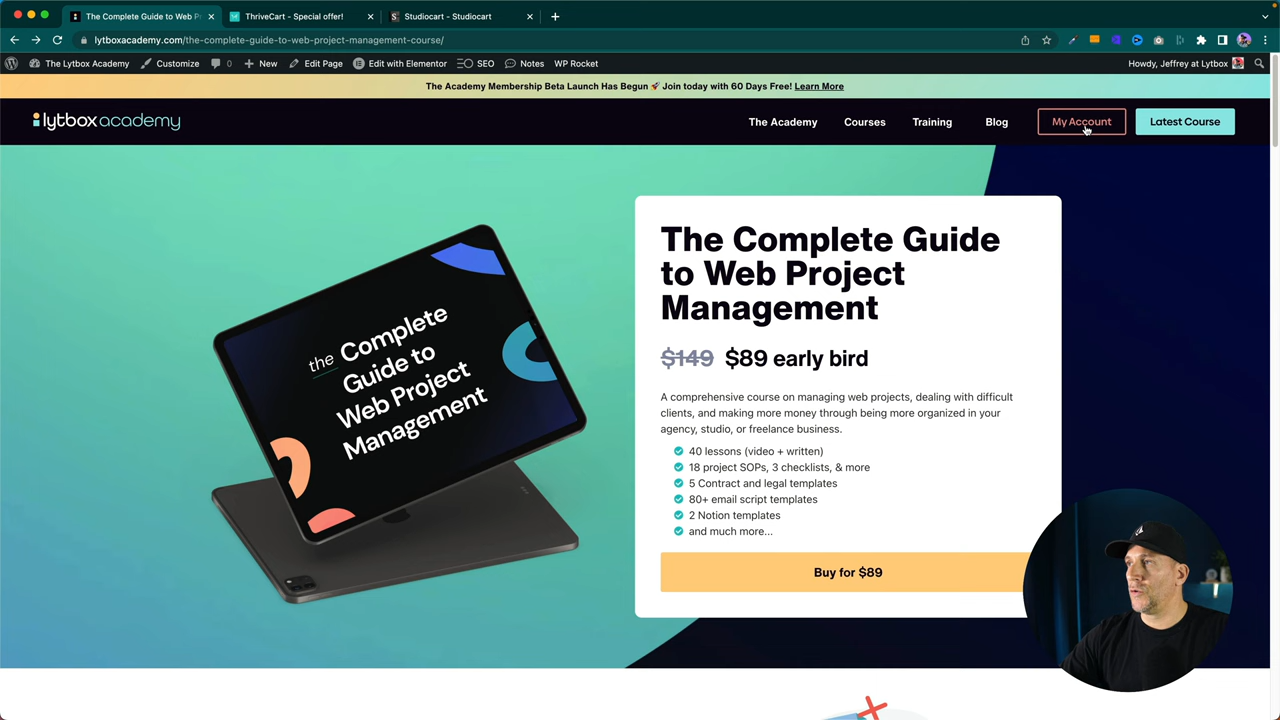 The Complete Guide to Web P
ThriveCart - Special offer!
Studiocart - Studiocart
lytboxacademy.com/the-complete-guide-to-web-project-management-course/
The Lytbox Academy
Customize
0
New
Edit Page
Edit with Elementor
SEO
Notes
WP Rocket
Howdy, Jeffrey at Lytbox
The Academy Membership Beta Launch Has Begun 🚀 Join today with 60 Days Free! Learn More
lytboxacademy
The Academy
Courses
Training
Blog
My Account
Latest Course
the Complete
Guide to
Web Project
Management
The Complete Guide
to Web Project
Management
$149 $89 early bird
A comprehensive course on managing web projects, dealing with difficult
clients, and making more money through being more organized in your
agency, studio, or freelance business.
40 lessons (video + written)
18 project SOPs, 3 checklists, & more
5 Contract and legal templates
80+ email script templates
2 Notion templates
and much more...
Buy for $89